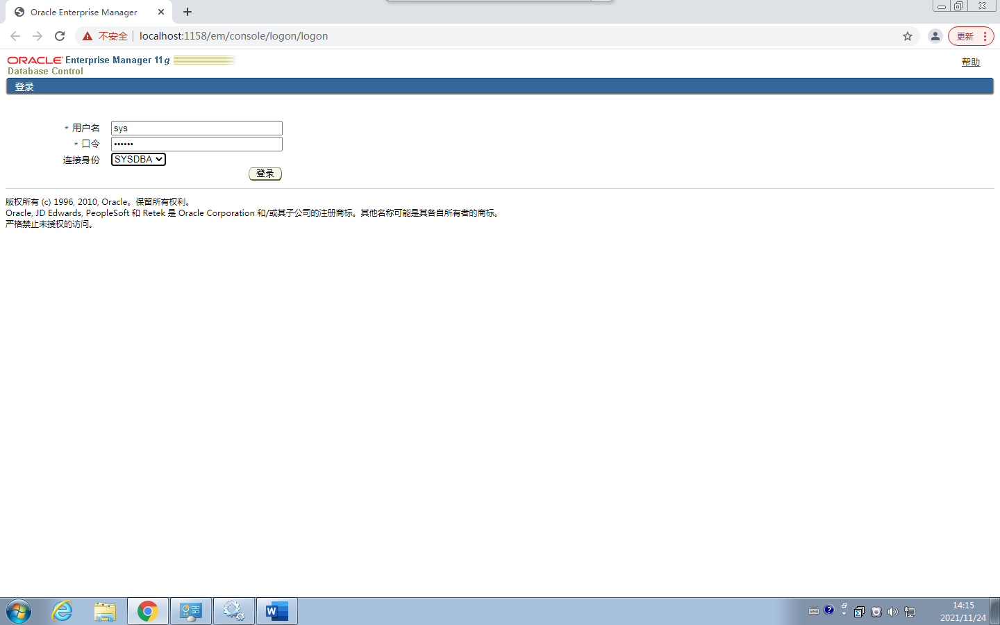 Oracle Enterprise Manager
不安全 localhost:1158/em/console/logon/logon
更新
ORACLE Enterprise Manager 11g
Database Control
帮助
登录
* 用户名 sys
* 口令 ••••••
连接身份 SYSDBA
登录
版权所有 (c) 1996, 2010, Oracle。保留所有权利。
Oracle, JD Edwards, PeopleSoft 和 Retek 是 Oracle Corporation 和/或其子公司的注册商标。其他名称可能是其各自所有者的商标。
严格禁止未授权的访问。
14:15
2021/11/24